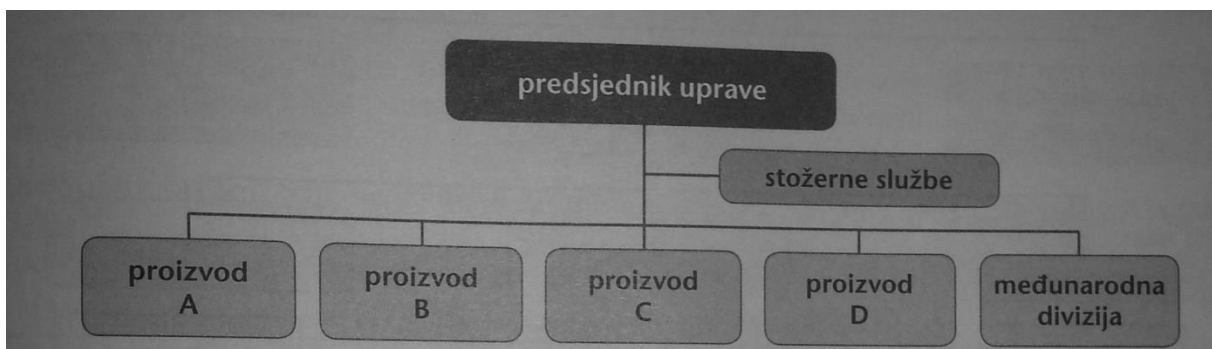 predsjednik uprave
stožerne službe
proizvod
A
proizvod
B
proizvod
C
proizvod
D
međunarodna
divizija